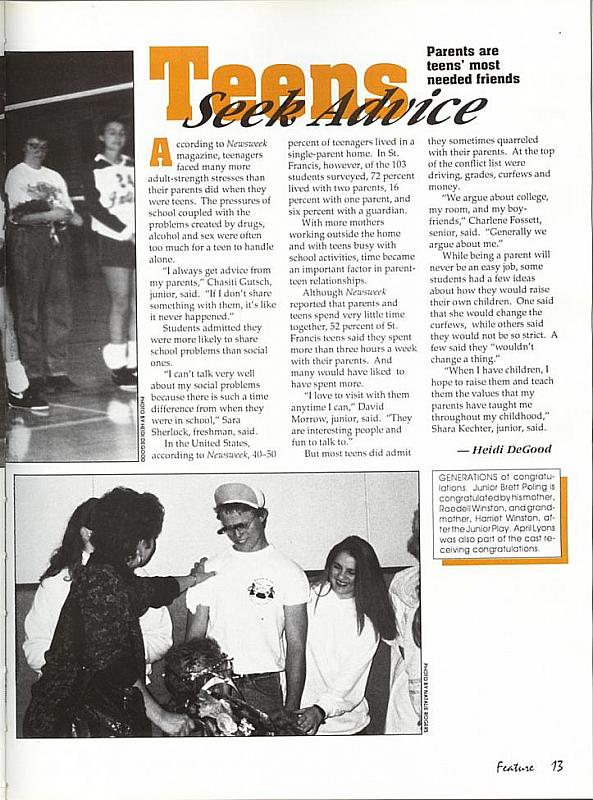 Teens
Seek Advice
Parents are
teens' most
needed friends
According to Newsweek
magazine, teenagers
faced many more
adult-strength stresses than
their parents did when they
were teens. The pressures of
school coupled with the
problems created by drugs,
alcohol and sex were often
too much for a teen to handle
alone.
"I always get advice from
my parents," Chasiti Gutsch,
junior, said. "If I don't share
something with them, it's like
it never happened."
Students admitted they
were more likely to share
school problems than social
ones.
"I can't talk very well
about my social problems
because there is such a time
difference from when they
were in school," Sara
Sherlock, freshman, said.
In the United States,
according to Newsweek, 40-50
percent of teenagers lived in a
single-parent home. In St.
Francis, however, of the 103
students surveyed, 72 percent
lived with two parents, 16
percent with one parent, and
six percent with a guardian.
With more mothers
working outside the home
and with teens busy with
school activities, time became
an important factor in parent-
teen relationships.
Although Newsweek
reported that parents and
teens spend very little time
together, 52 percent of St.
Francis teens said they spent
more than three hours a week
with their parents. And
many would have liked to
have spent more.
"I love to visit with them
anytime I can," David
Morrow, junior, said. "They
are interesting people and
fun to talk to."
But most teens did admit
they sometimes quarreled
with their parents. At the top
of the conflict list were
driving, grades, curfews and
money.
"We argue about college,
my room, and my boy-
friends," Charlene Fossett,
senior, said. "Generally we
argue about me."
While being a parent will
never be an easy job, some
students had a few ideas
about how they would raise
their own children. One said
that she would change the
curfews, while others said
they would not be so strict. A
few said they "wouldn't
change a thing."
"When I have children, I
hope to raise them and teach
them the values that my
parents have taught me
throughout my childhood,"
Shara Kechter, junior, said.
— Heidi DeGood
PHOTO BY HEIDI DEGOOD
GENERATIONS of congratu-
lations. Junior Brett Poling is
congratulated by his mother,
Raedell Winston, and grand-
mother, Harriet Winston, af-
ter the Junior Play. April Lyons
was also part of the cast re-
ceiving congratulations.
PHOTO BY NATALIE ROGERS
Feature 13